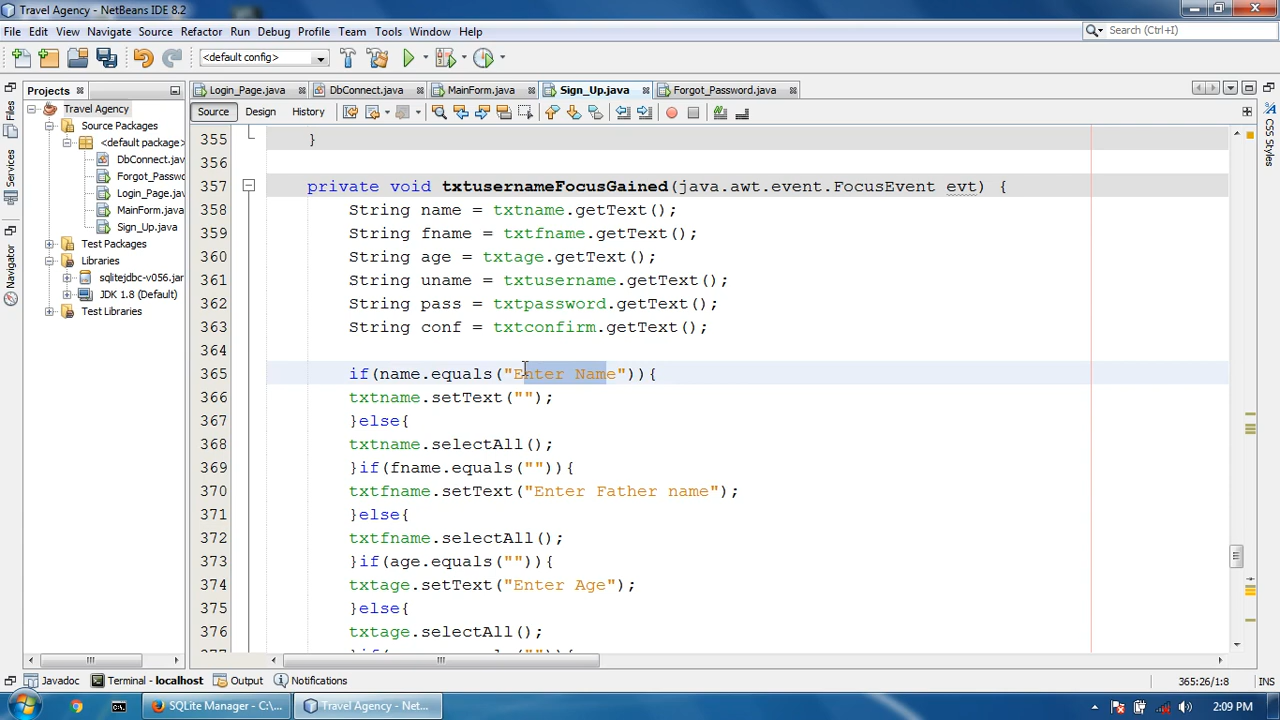 Travel Agency - NetBeans IDE 8.2
File Edit View Navigate Source Refactor Run Debug Profile Team Tools Window Help
Search (Ctrl+I)
<default config>
Projects
Login_Page.java DbConnect.java MainForm.java Sign_Up.java Forgot_Password.java
Source Design History
Files
Services
Navigator
CSS Styles
Travel Agency
Source Packages
<default package>
DbConnect.jav
Forgot_Passwo
Login_Page.jav
MainForm.java
Sign_Up.java
Test Packages
Libraries
sqlitejdbc-v056.jar
JDK 1.8 (Default)
Test Libraries
355 }
356
357 private void txtusernameFocusGained(java.awt.event.FocusEvent evt) {
358 String name = txtname.getText();
359 String fname = txtfname.getText();
360 String age = txtage.getText();
361 String uname = txtusername.getText();
362 String pass = txtpassword.getText();
363 String conf = txtconfirm.getText();
364
365 if(name.equals("Enter Name")){
366 txtname.setText("");
367 }else{
368 txtname.selectAll();
369 }if(fname.equals("")){
370 txtfname.setText("Enter Father name");
371 }else{
372 txtfname.selectAll();
373 }if(age.equals("")){
374 txtage.setText("Enter Age");
375 }else{
376 txtage.selectAll();
Javadoc Terminal - localhost Output Notifications
365:26/1:8 INS
SQLite Manager - C:\... Travel Agency - Net... 2:09 PM